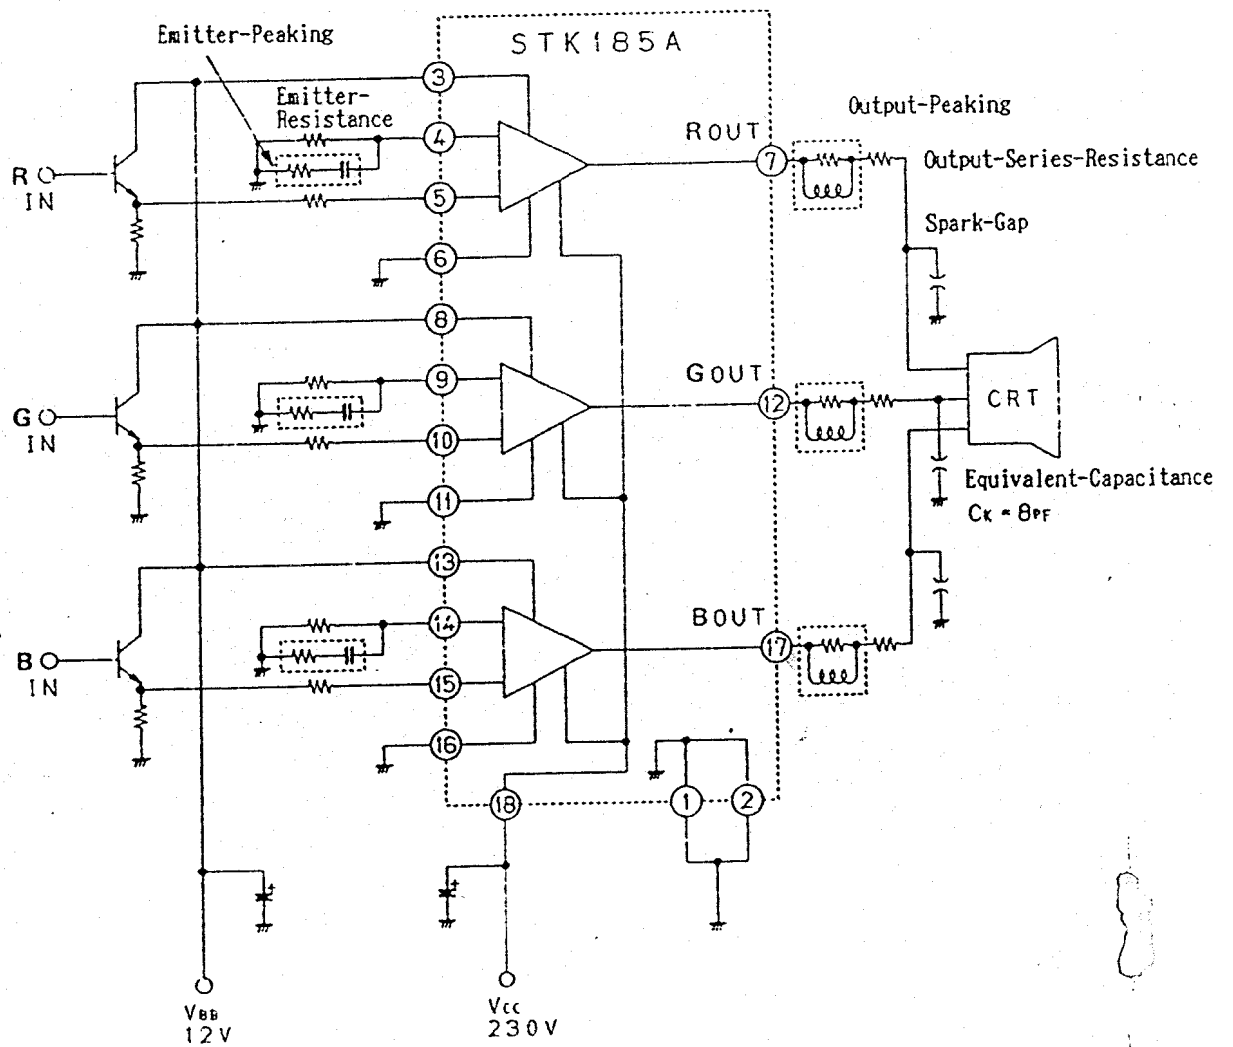 Emitter-Peaking
STK185A
Emitter-
Resistance
Output-Peaking
3
4
ROUT
7
Output-Series-Resistance
R
IN
5
Spark-Gap
6
8
9
GOUT
12
CRT
G
IN
10
11
Equivalent-Capacitance
CK = 8PF
13
14
BOUT
17
B
IN
15
16
18
1
2
+
+
VBB
12V
VCC
230V